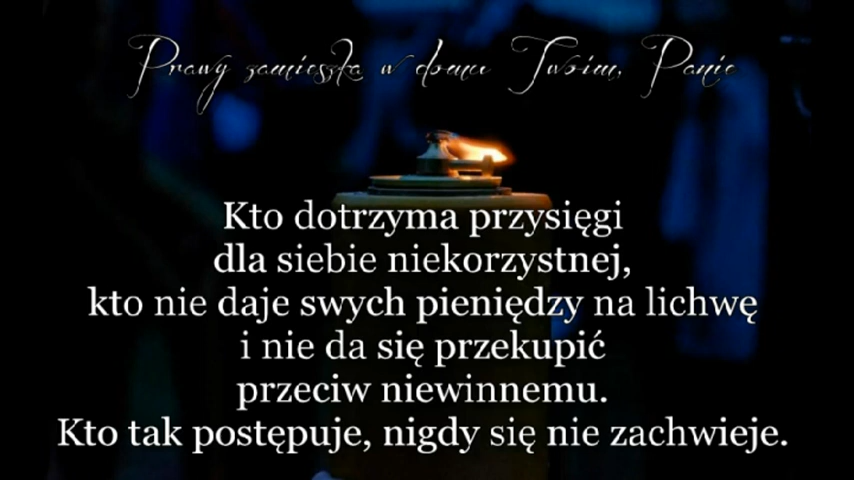 Prawy zamieszka w domu Twoim, Panie
Kto dotrzyma przysięgi
dla siebie niekorzystnej,
kto nie daje swych pieniędzy na lichwę
i nie da się przekupić
przeciw niewinnemu.
Kto tak postępuje, nigdy się nie zachwieje.